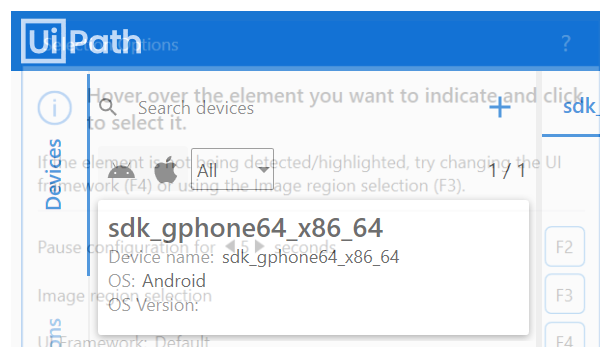 UiPath
Selection Options
?
Hover over the element you want to indicate and click
to select it.
Search devices
+
sdk_
Devices
If the element is not being detected/highlighted, try changing the UI
framework (F4) or using the Image region selection (F3).
All
1 / 1
sdk_gphone64_x86_64
Device name: sdk_gphone64_x86_64
Pause configuration for 5 seconds
F2
OS: Android
Image region selection
F3
OS Version:
UI Framework: Default
F4